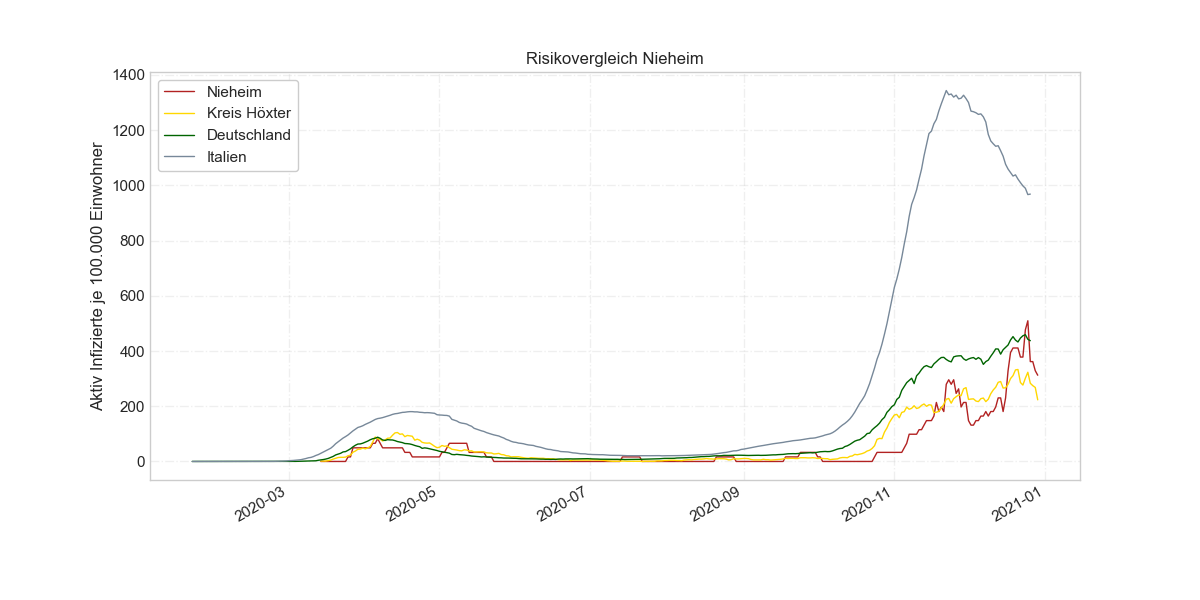 Risikovergleich Nieheim
Aktiv Infizierte je 100.000 Einwohner
1400
1200
1000
800
600
400
200
0
Nieheim
Kreis Höxter
Deutschland
Italien
2020-03
2020-05
2020-07
2020-09
2020-11
2021-01